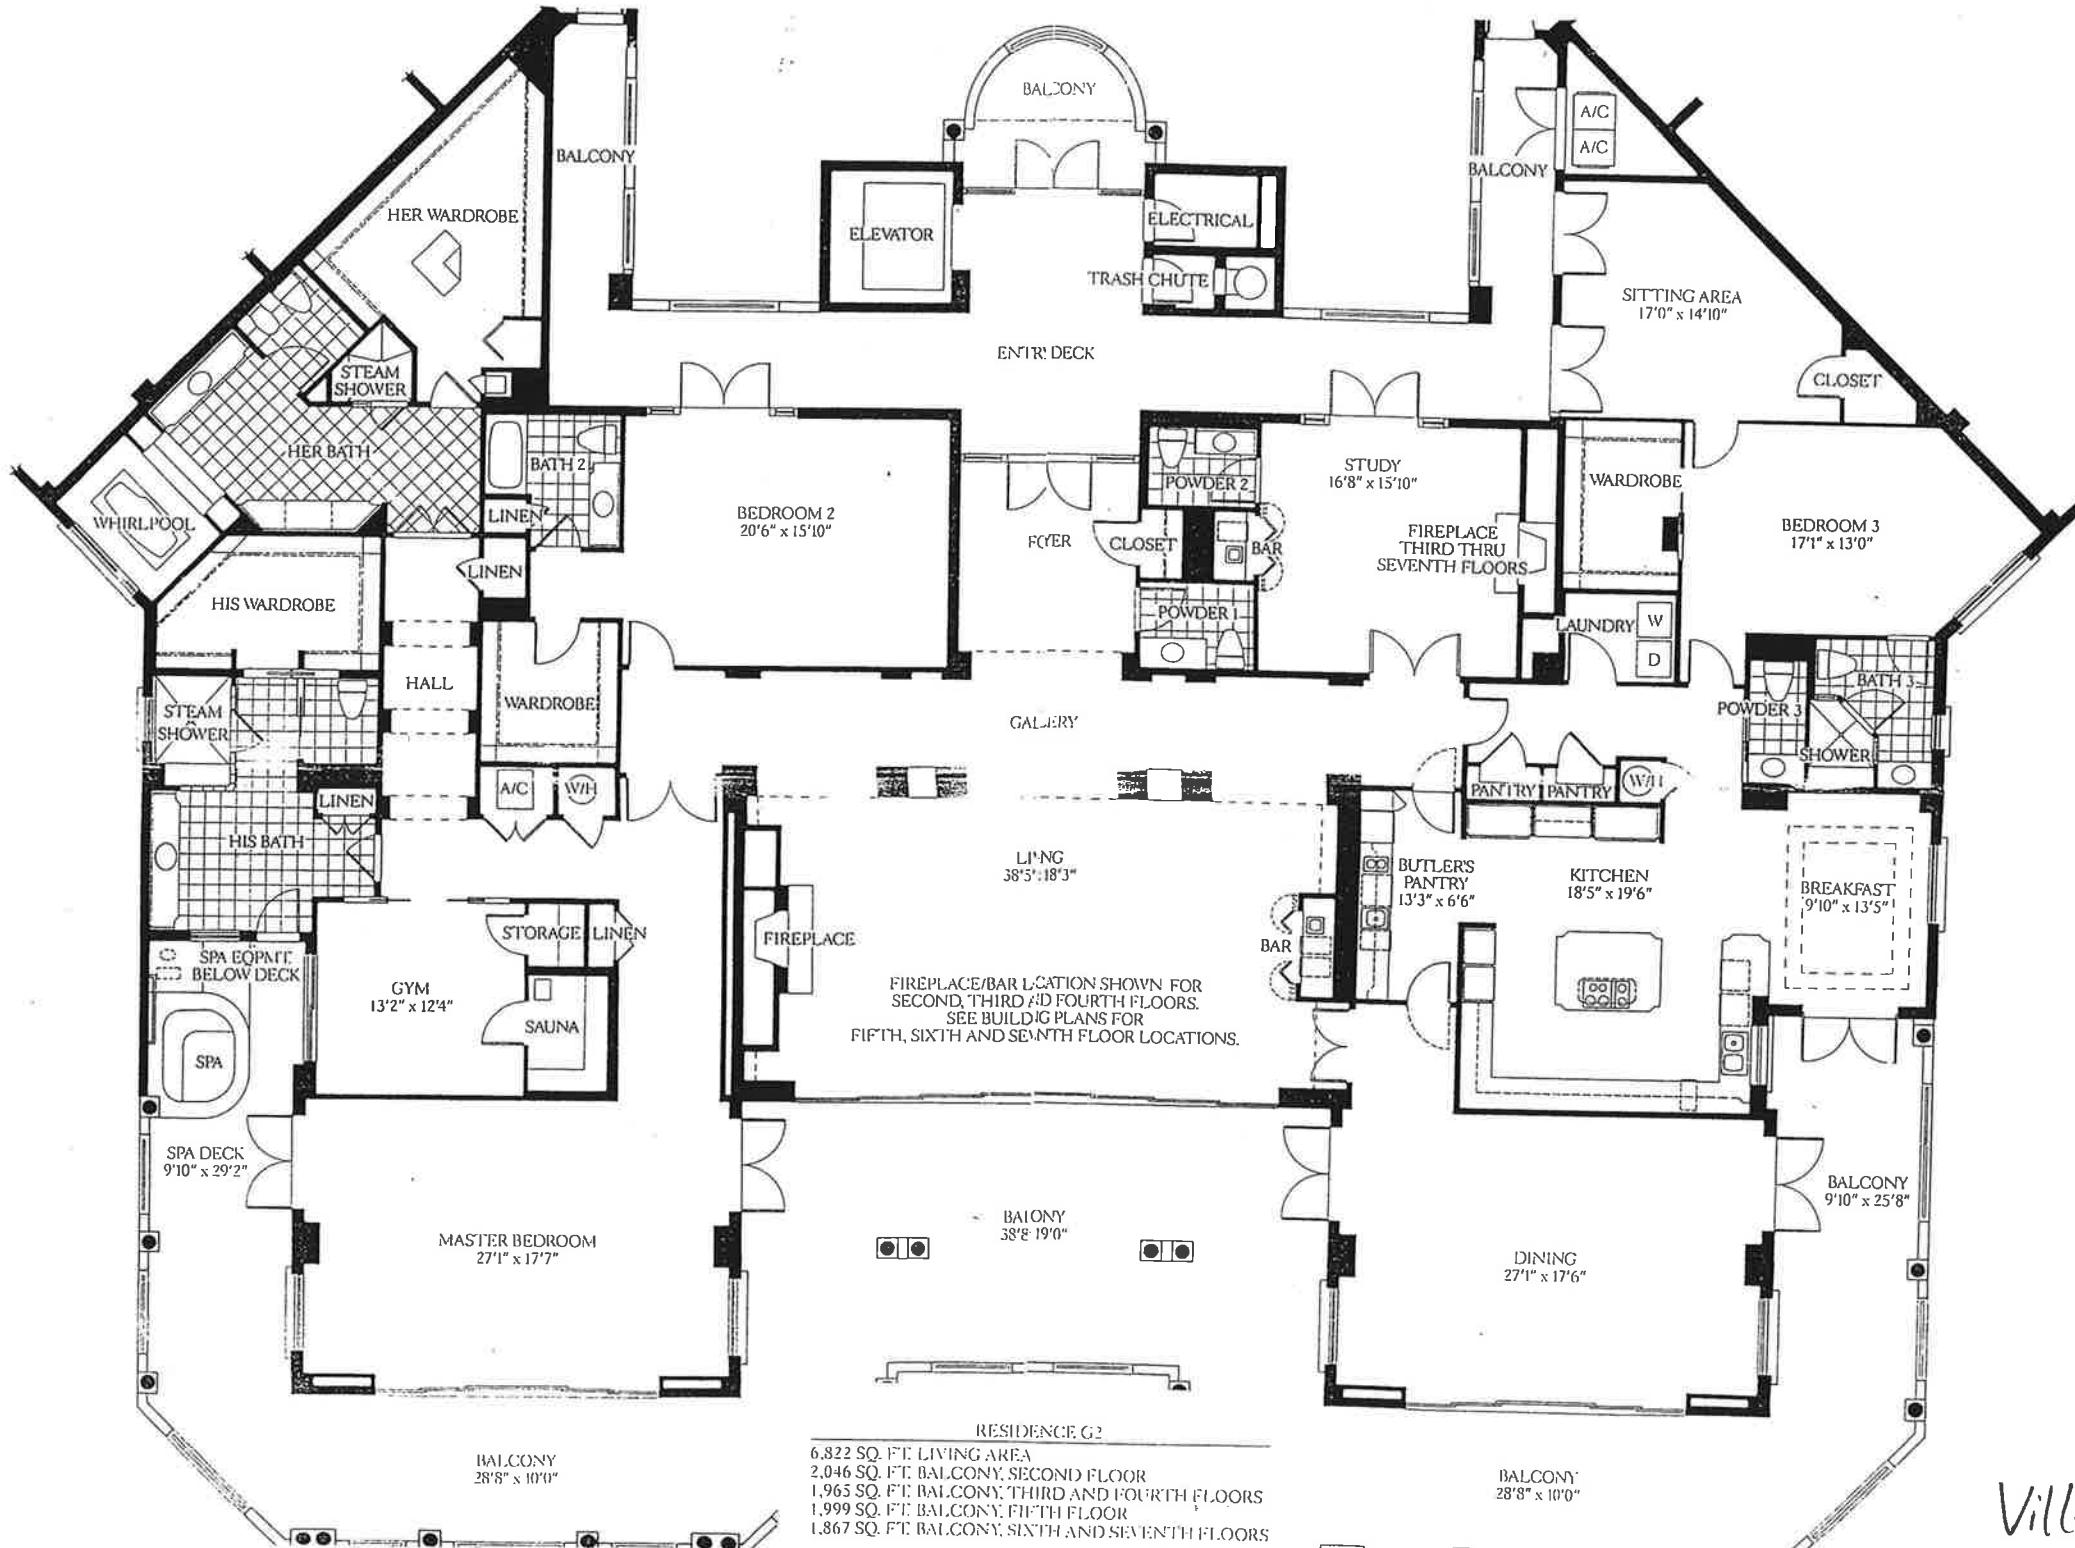 BALCONY
A/C
A/C
BALCONY
BALCONY
HER WARDROBE
ELEVATOR
ELECTRICAL
TRASH CHUTE
SITTING AREA
17'0" x 14'10"
ENTRY DECK
STEAM
SHOWER
CLOSET
HER BATH
BATH 2
LINEN
WHIRLPOOL
BEDROOM 2
20'6" x 15'10"
FOYER
POWDER 2
CLOSET
BAR
STUDY
16'8" x 15'10"
FIREPLACE
THIRD THRU
SEVENTH FLOORS
WARDROBE
BEDROOM 3
17'1" x 13'0"
LINEN
HIS WARDROBE
POWDER 1
LAUNDRY
W
D
HALL
WARDROBE
STEAM
SHOWER
GALLERY
POWDER 3
BATH 3
SHOWER
A/C
W/H
PANTRY
PANTRY
W/H
LINEN
HIS BATH
LIVING
38'5" 18'3"
BUTLER'S
PANTRY
13'3" x 6'6"
KITCHEN
18'5" x 19'6"
BREAKFAST
9'10" x 13'5"
STORAGE
LINEN
FIREPLACE
BAR
SPA EQPMT.
BELOW DECK
GYM
13'2" x 12'4"
SAUNA
SPA
FIREPLACE/BAR LOCATION SHOWN FOR
SECOND, THIRD AND FOURTH FLOORS.
SEE BUILDING PLANS FOR
FIFTH, SIXTH AND SEVENTH FLOOR LOCATIONS.
SPA DECK
9'10" x 29'2"
BALCONY
9'10" x 25'8"
MASTER BEDROOM
27'1" x 17'7"
BALCONY
38'8 19'0"
DINING
27'1" x 17'6"
BALCONY
28'8" x 10'0"
BALCONY
28'8" x 10'0"
RESIDENCE G2
6,822 SQ. FT. LIVING AREA
2,046 SQ. FT. BALCONY, SECOND FLOOR
1,965 SQ. FT. BALCONY, THIRD AND FOURTH FLOORS
1,999 SQ. FT. BALCONY, FIFTH FLOOR
1,867 SQ. FT. BALCONY, SIXTH AND SEVENTH FLOORS